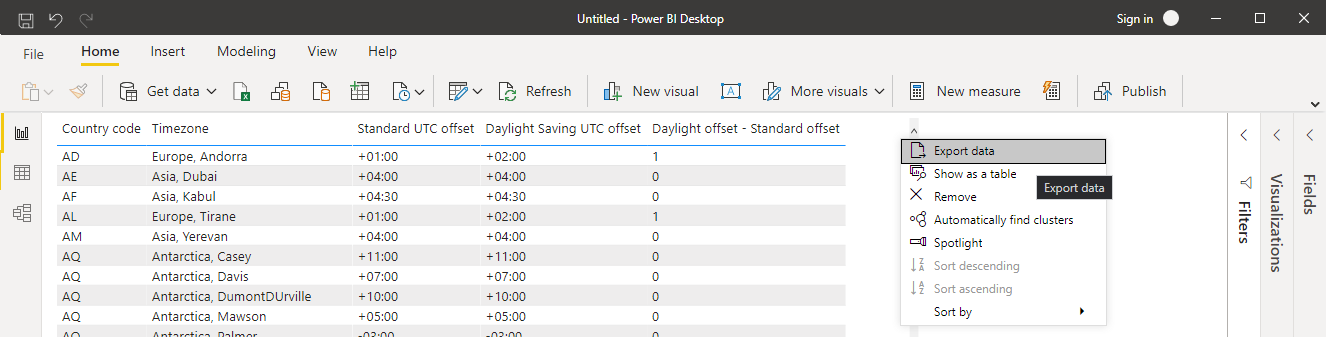 Untitled - Power BI Desktop Sign in
File Home Insert Modeling View Help
Get data Refresh New visual More visuals New measure Publish
Country code Timezone Standard UTC offset Daylight Saving UTC offset Daylight offset - Standard offset
AD Europe, Andorra +01:00 +02:00 1
AE Asia, Dubai +04:00 +04:00 0
AF Asia, Kabul +04:30 +04:30 0
AL Europe, Tirane +01:00 +02:00 1
AM Asia, Yerevan +04:00 +04:00 0
AQ Antarctica, Casey +11:00 +11:00 0
AQ Antarctica, Davis +07:00 +07:00 0
AQ Antarctica, DumontDUrville +10:00 +10:00 0
AQ Antarctica, Mawson +05:00 +05:00 0
AQ Antarctica, Palmer -03:00 -03:00 0
Export data
Show as a table
Export data
Remove
Automatically find clusters
Spotlight
Sort descending
Sort ascending
Sort by
Filters
Visualizations
Fields